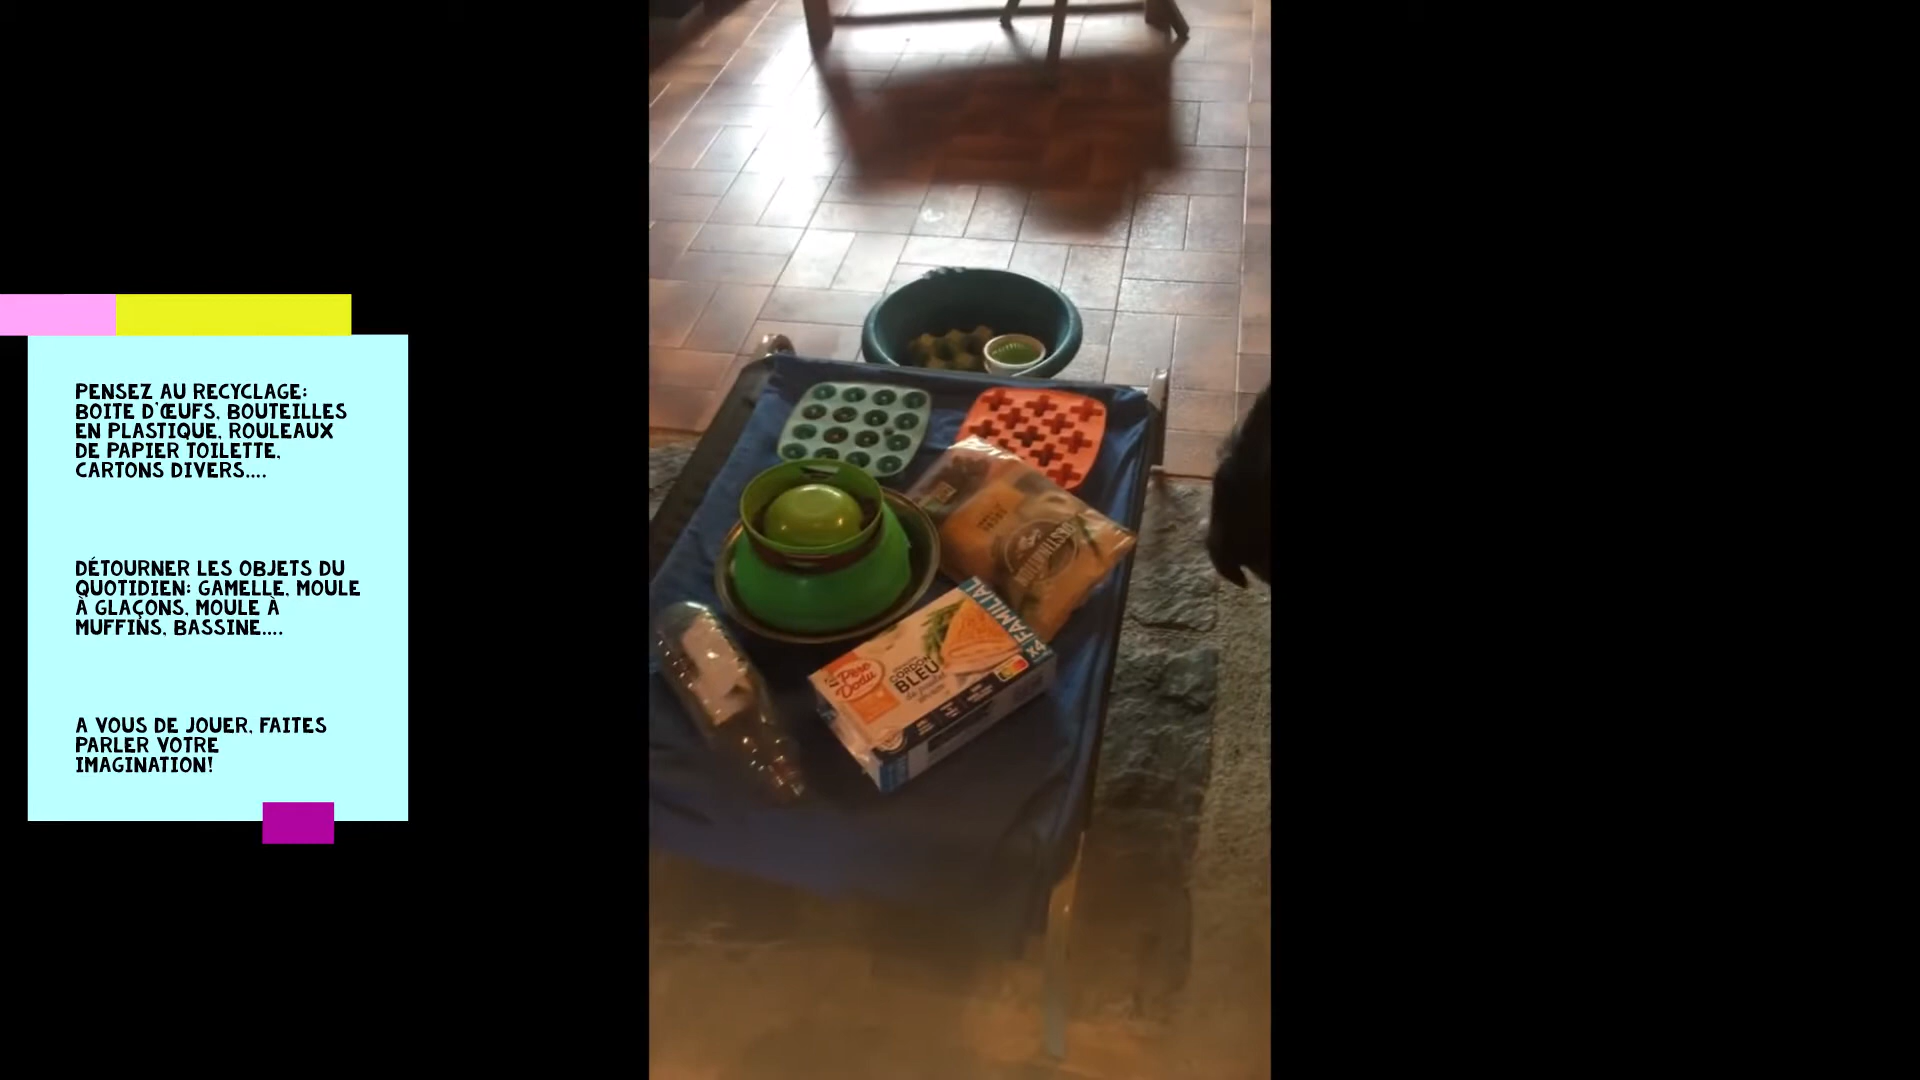 PENSEZ AU RECYCLAGE:
BOITE D'ŒUFS, BOUTEILLES
EN PLASTIQUE, ROULEAUX
DE PAPIER TOILETTE,
CARTONS DIVERS....
DÉTOURNER LES OBJETS DU
QUOTIDIEN: GAMELLE, MOULE
À GLAÇONS, MOULE À
MUFFINS, BASSINE....
A VOUS DE JOUER, FAITES
PARLER VOTRE
IMAGINATION!
FAMILIAL
X4
Père
Dodu
CORDON
BLEU